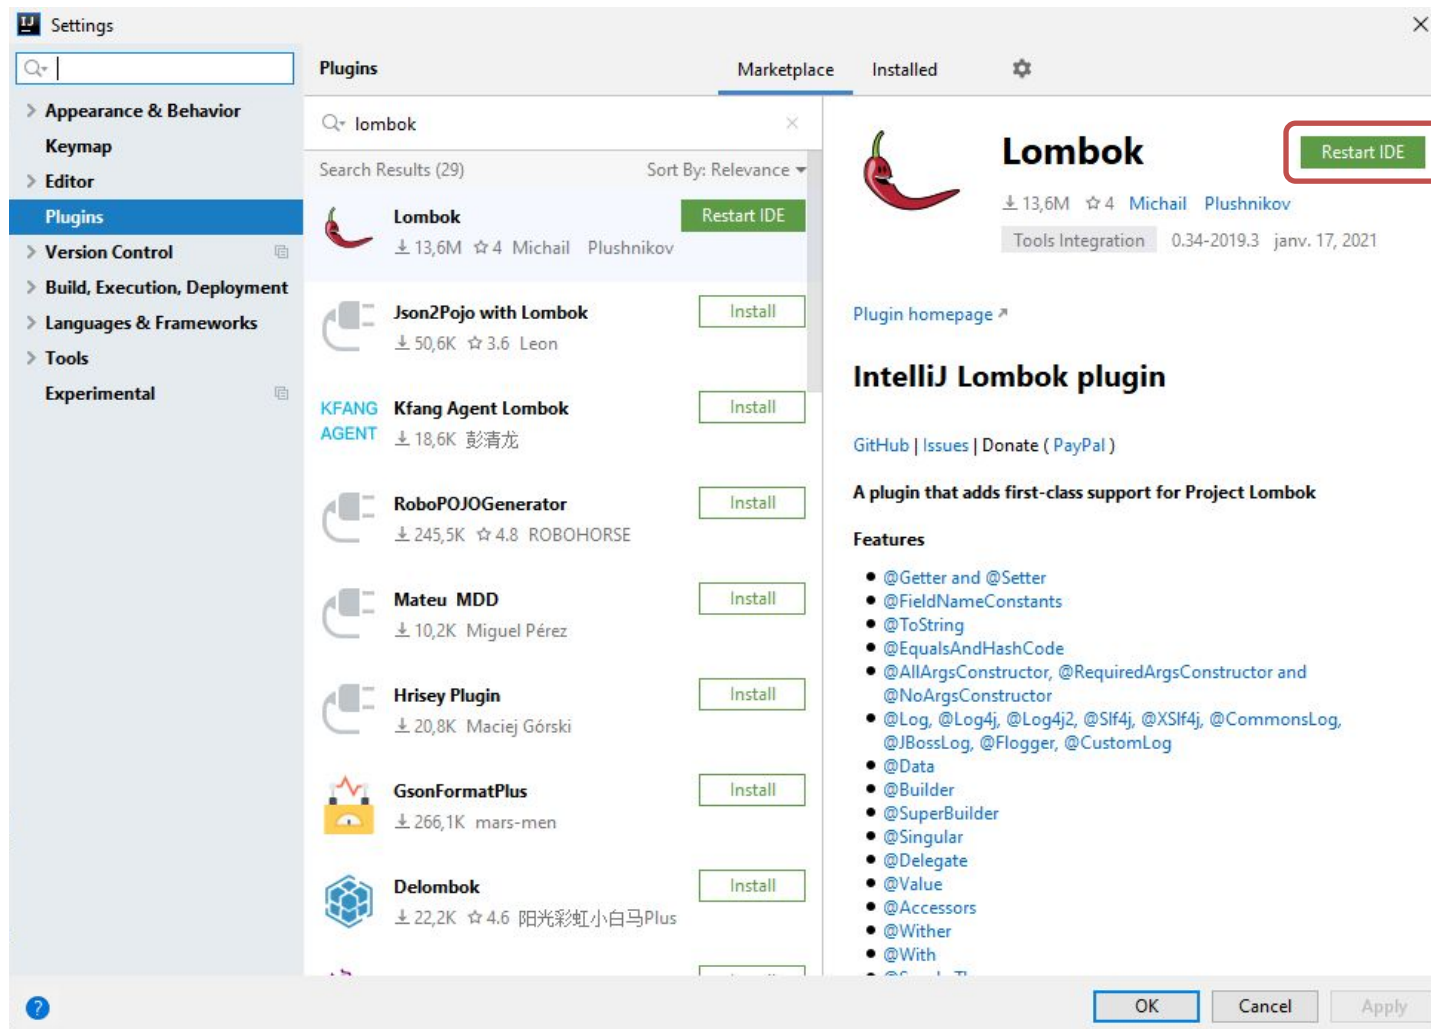 Settings
Plugins
Marketplace
Installed
Appearance & Behavior
Keymap
Editor
Plugins
Version Control
Build, Execution, Deployment
Languages & Frameworks
Tools
Experimental
lombok
Search Results (29)
Sort By: Relevance
Lombok
Restart IDE
13,6M 4 Michail Plushnikov
Json2Pojo with Lombok
Install
50,6K 3.6 Leon
KFANG
AGENT
Kfang Agent Lombok
Install
18,6K 彭清龙
RoboPOJOGenerator
Install
245,5K 4.8 ROBOHORSE
Mateu MDD
Install
10,2K Miguel Pérez
Hrisey Plugin
Install
20,8K Maciej Górski
GsonFormatPlus
Install
266,1K mars-men
Delombok
Install
22,2K 4.6 阳光彩虹小白马Plus
Lombok
Restart IDE
13,6M 4 Michail Plushnikov
Tools Integration 0.34-2019.3 janv. 17, 2021
Plugin homepage
IntelliJ Lombok plugin
GitHub | Issues | Donate ( PayPal )
A plugin that adds first-class support for Project Lombok
Features
@Getter and @Setter
@FieldNameConstants
@ToString
@EqualsAndHashCode
@AllArgsConstructor, @RequiredArgsConstructor and
@NoArgsConstructor
@Log, @Log4j, @Log4j2, @Slf4j, @XSlf4j, @CommonsLog,
@JBossLog, @Flogger, @CustomLog
@Data
@Builder
@SuperBuilder
@Singular
@Delegate
@Value
@Accessors
@Wither
@With
?
OK
Cancel
Apply